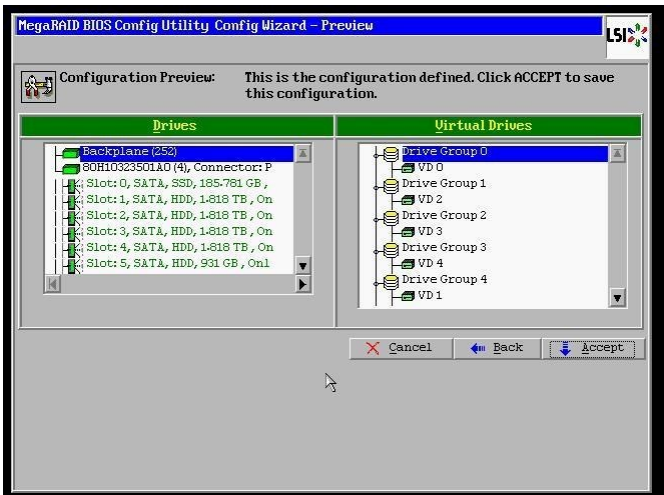 MegaRAID BIOS Config Utility Config Wizard - Preview
LSI
Configuration Preview: This is the configuration defined. Click ACCEPT to save
this configuration.
Drives
Backplane (252)
80H10323501A0 (4), Connector: P
Slot: 0, SATA, SSD, 185.781 GB,
Slot: 1, SATA, HDD, 1.818 TB, On
Slot: 2, SATA, HDD, 1.818 TB, On
Slot: 3, SATA, HDD, 1.818 TB, On
Slot: 4, SATA, HDD, 1.818 TB, On
Slot: 5, SATA, HDD, 931 GB, Onl
Virtual Drives
Drive Group 0
VD 0
Drive Group 1
VD 2
Drive Group 2
VD 3
Drive Group 3
VD 4
Drive Group 4
VD 1
Cancel Back Accept